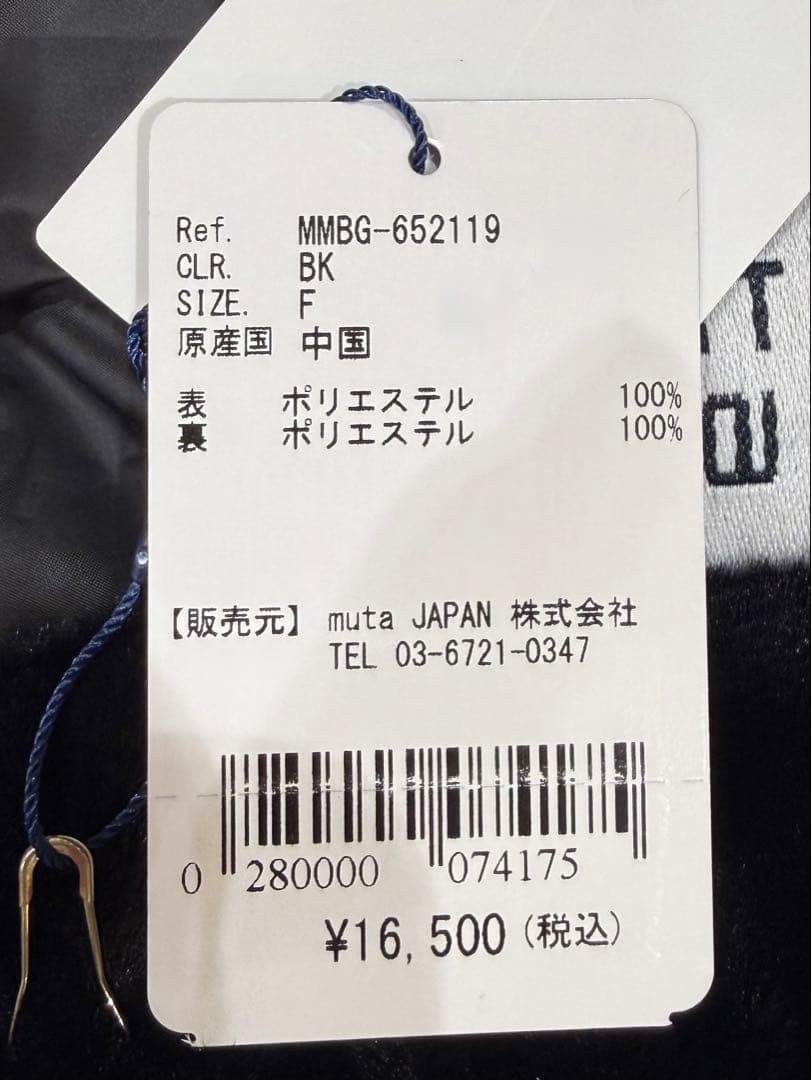 Ref. MMBG-652119
CLR. BK
SIZE. F
原産国 中国
表 ポリエステル 100%
裏 ポリエステル 100%
【販売元】 muta JAPAN 株式会社
TEL 03-6721-0347
0 280000 074175
¥16,500(税込)